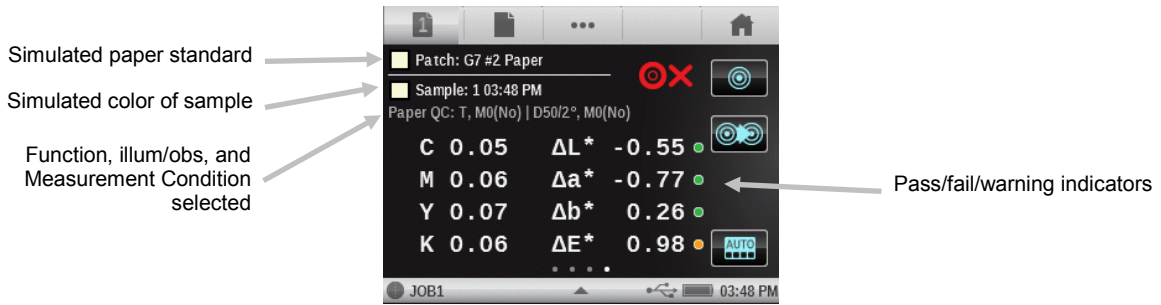 1
•••
Simulated paper standard
Patch: G7 #2 Paper
Simulated color of sample
Sample: 1 03:48 PM
Paper QC: T, M0(No) | D50/2°, M0(No)
Function, illum/obs, and
Measurement Condition
selected
C 0.05 ΔL* -0.55
M 0.06 Δa* -0.77
Y 0.07 Δb* 0.26
K 0.06 ΔE* 0.98
Pass/fail/warning indicators
AUTO
JOB1
03:48 PM